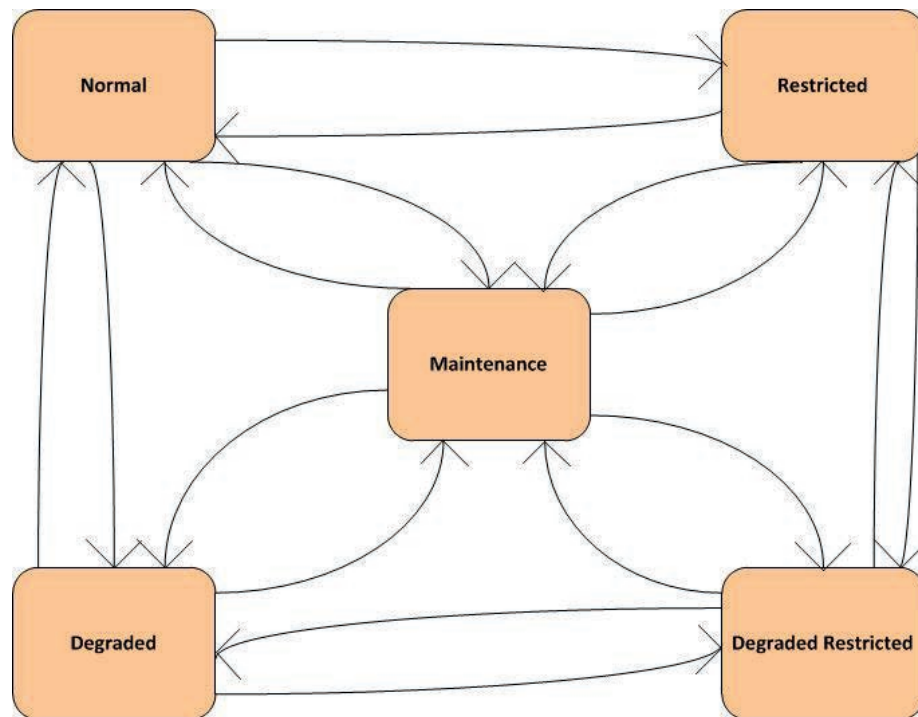 Normal
Restricted
Maintenance
Degraded
Degraded Restricted